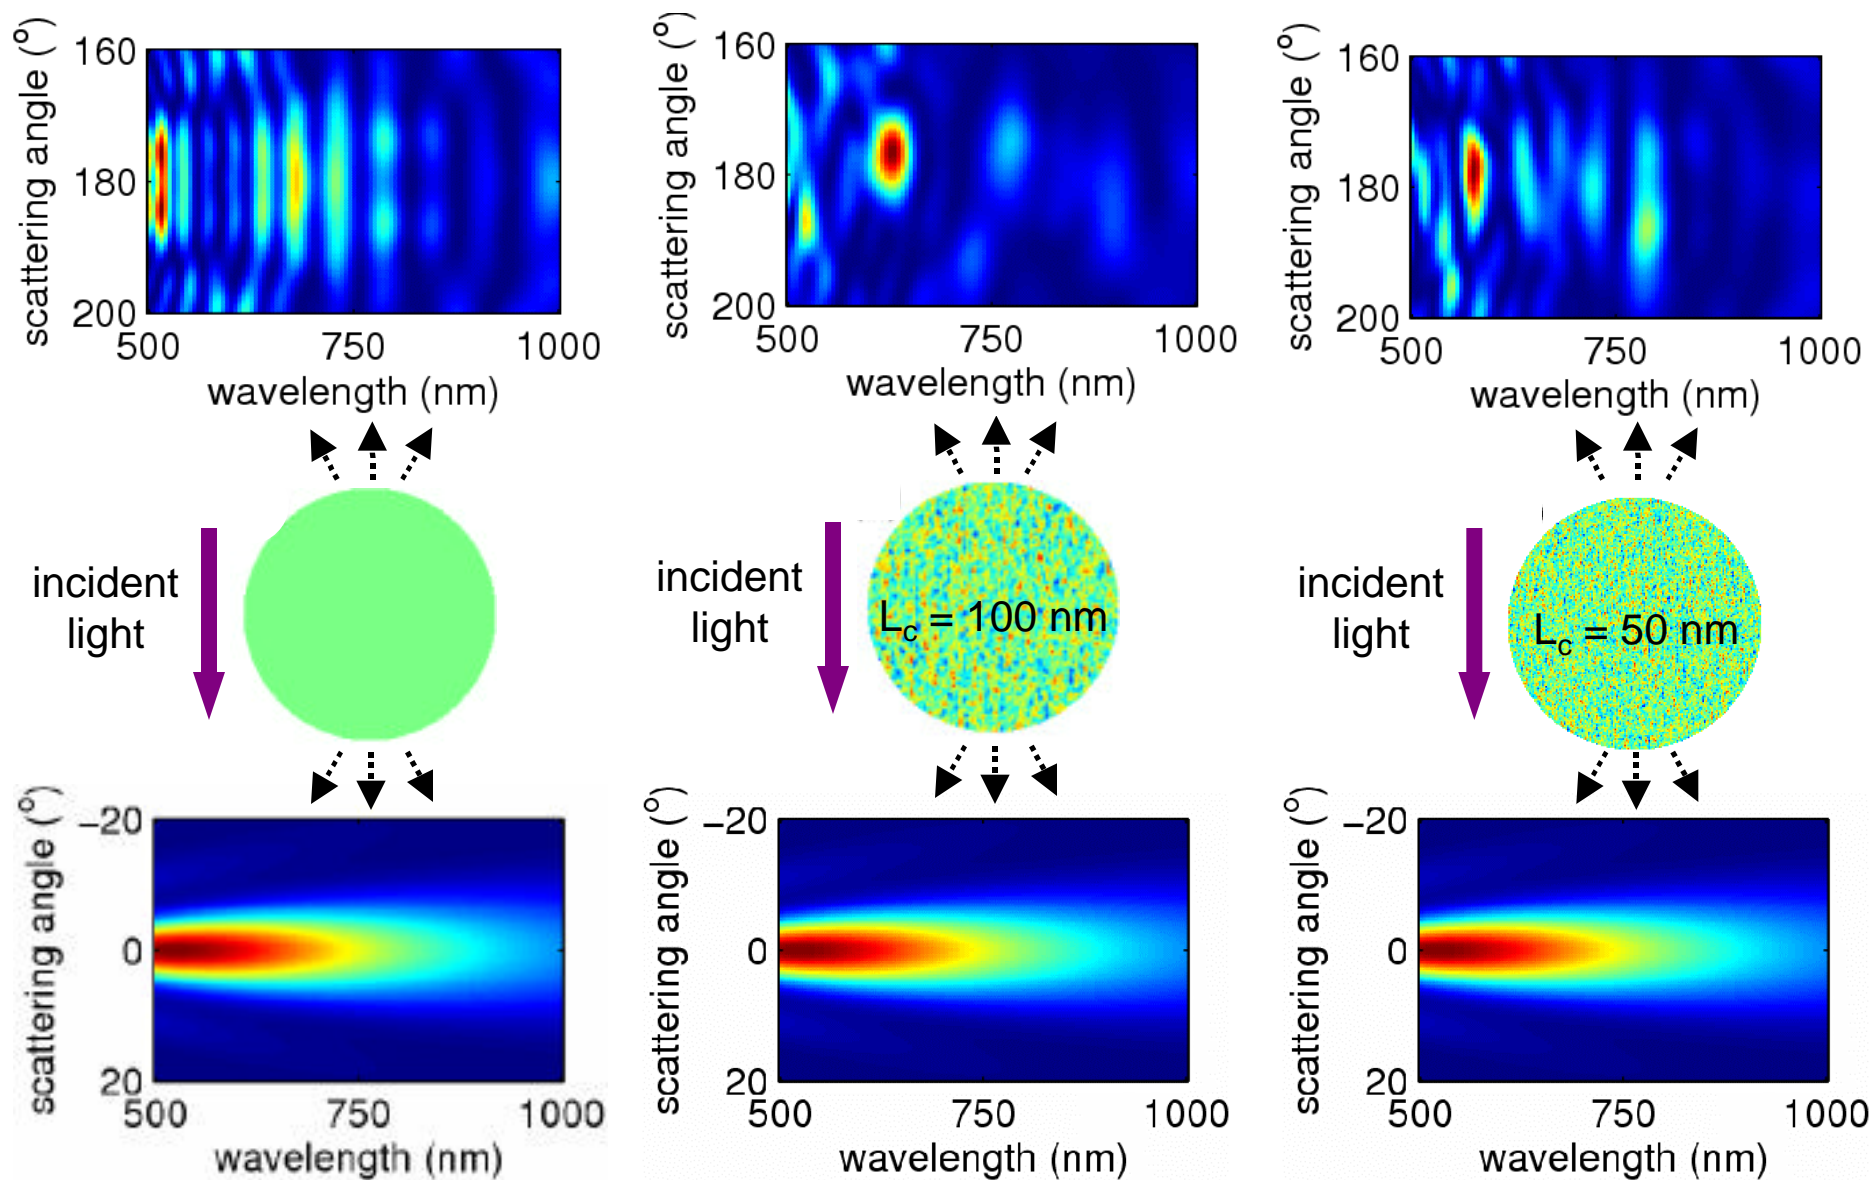 scattering angle (°)
160
180
200
500 750 1000
wavelength (nm)
scattering angle (°)
160
180
200
500 750 1000
wavelength (nm)
scattering angle (°)
160
180
200
500 750 1000
wavelength (nm)
incident
light
incident
light
Lc = 100 nm
incident
light
Lc = 50 nm
scattering angle (°)
−20
0
20
500 750 1000
wavelength (nm)
scattering angle (°)
−20
0
20
500 750 1000
wavelength (nm)
scattering angle (°)
−20
0
20
500 750 1000
wavelength (nm)